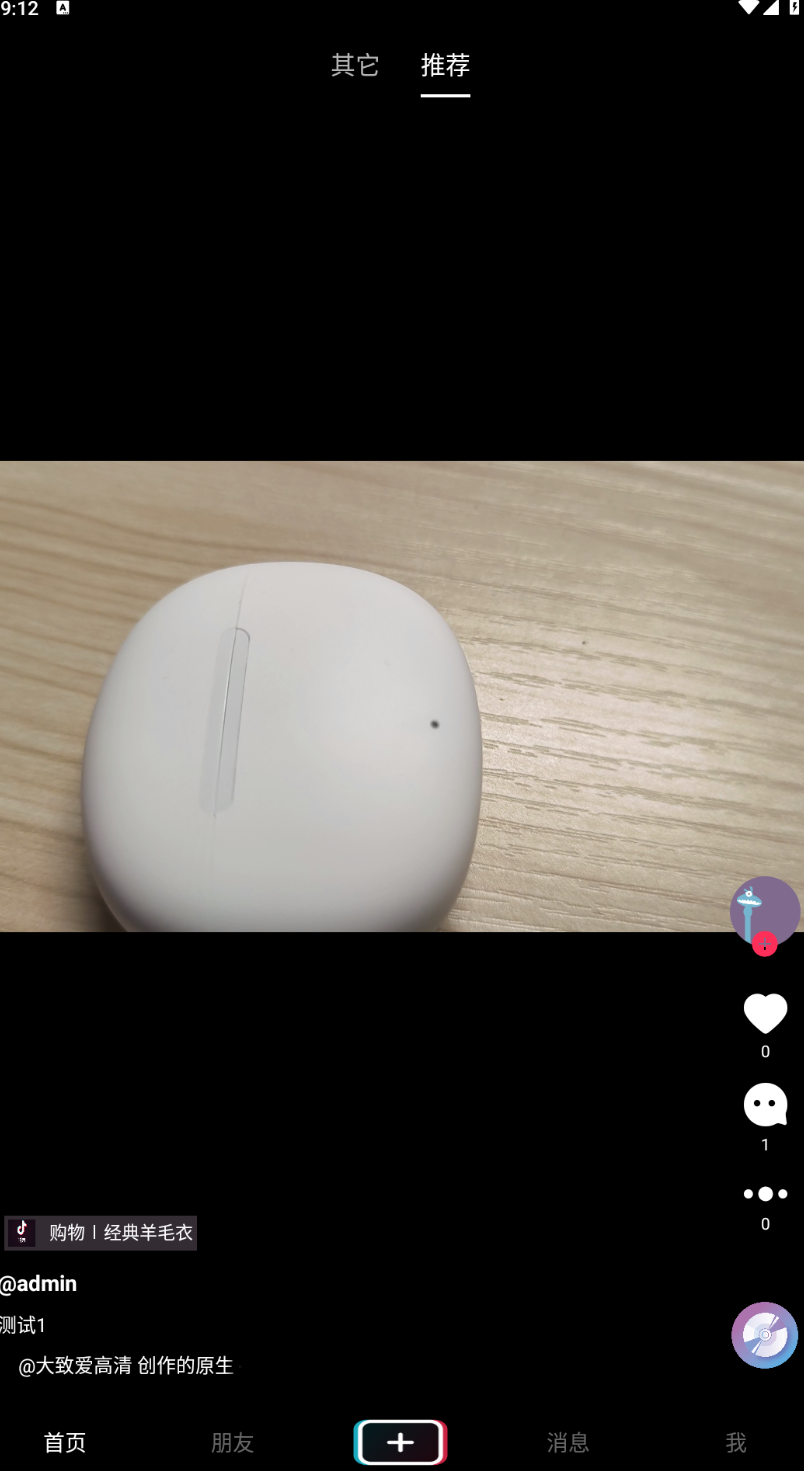 9:12
其它 推荐
0
1
0
购物 | 经典羊毛衣
@admin
测试1
@大致爱高清 创作的原生
首页 朋友 消息 我